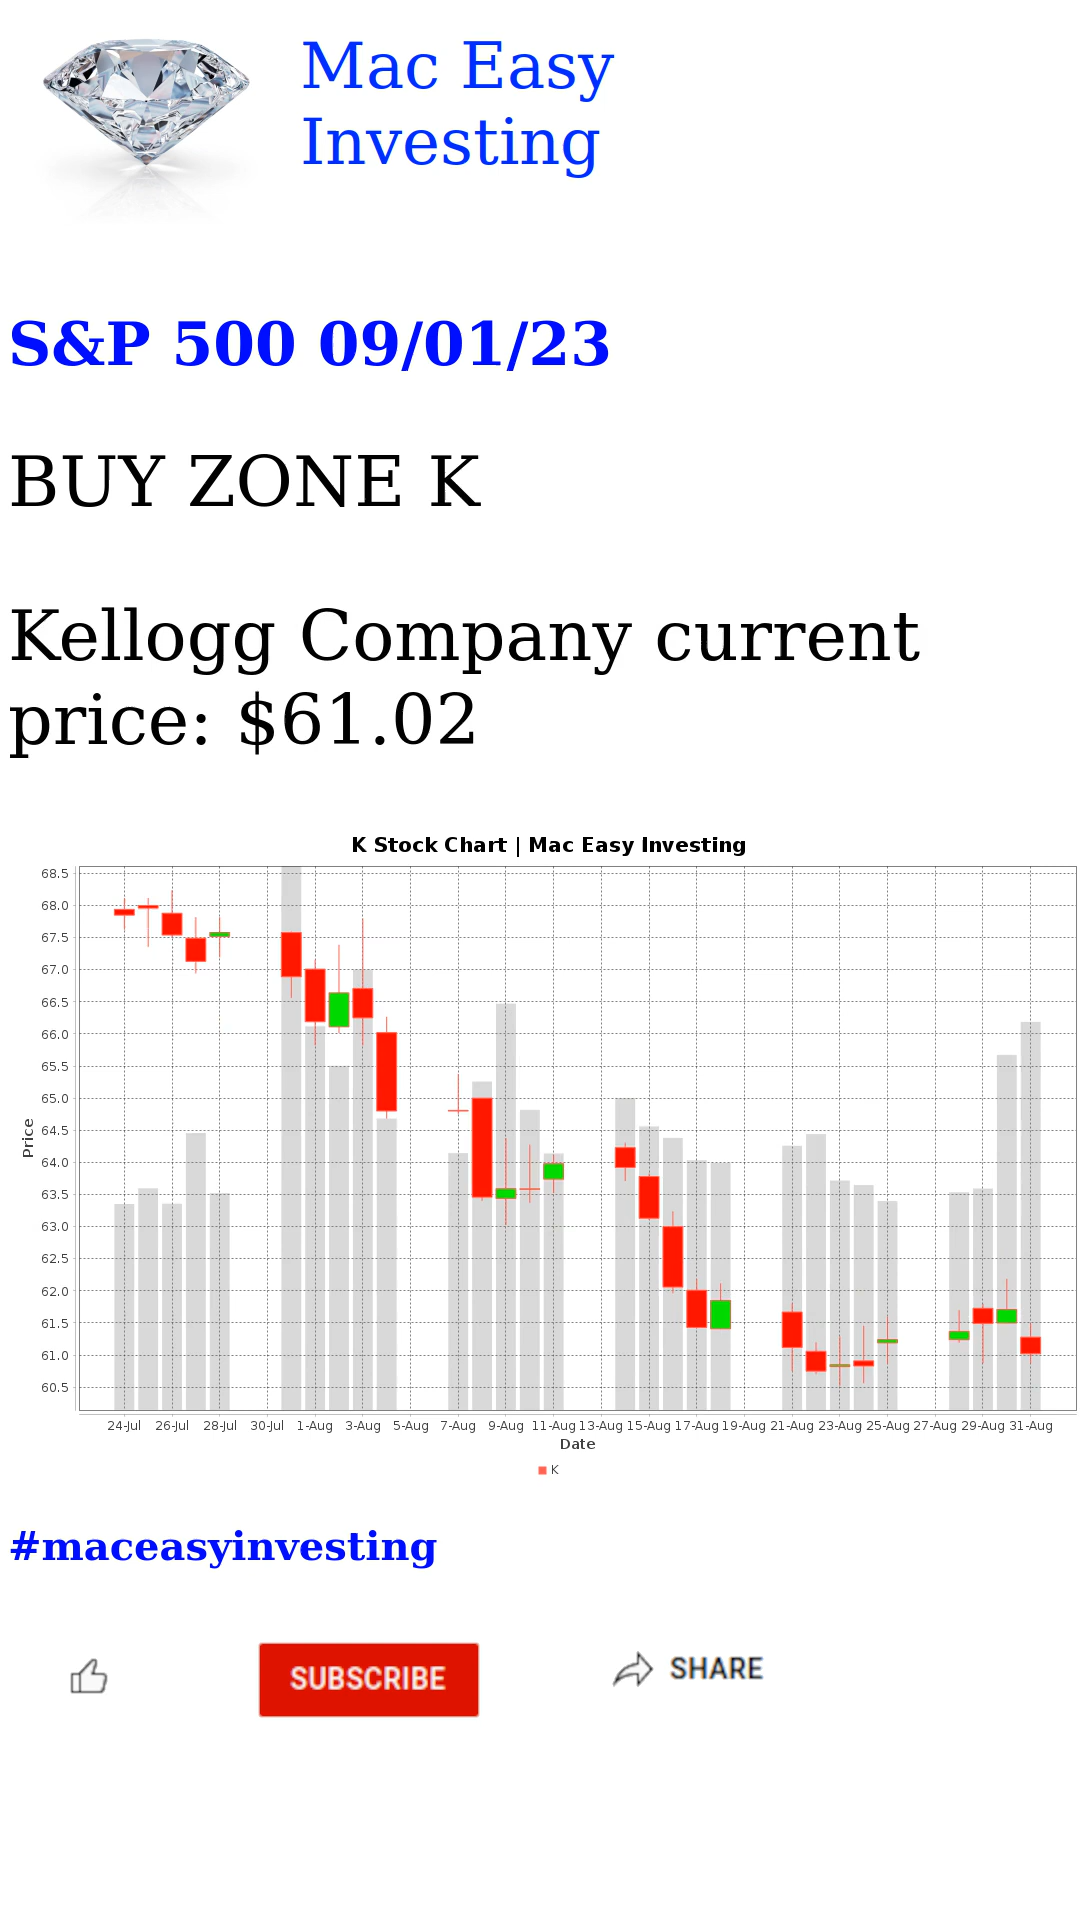 Mac Easy
Investing
S&P 500 09/01/23
BUY ZONE K
Kellogg Company current
price: $61.02
K Stock Chart | Mac Easy Investing
68.5
68.0
67.5
67.0
66.5
66.0
65.5
65.0
64.5
64.0
63.5
63.0
62.5
62.0
61.5
61.0
60.5
Price
24-Jul 26-Jul 28-Jul 30-Jul 1-Aug 3-Aug 5-Aug 7-Aug 9-Aug 11-Aug 13-Aug 15-Aug 17-Aug 19-Aug 21-Aug 23-Aug 25-Aug 27-Aug 29-Aug 31-Aug
Date
K
#maceasyinvesting
SUBSCRIBE
SHARE